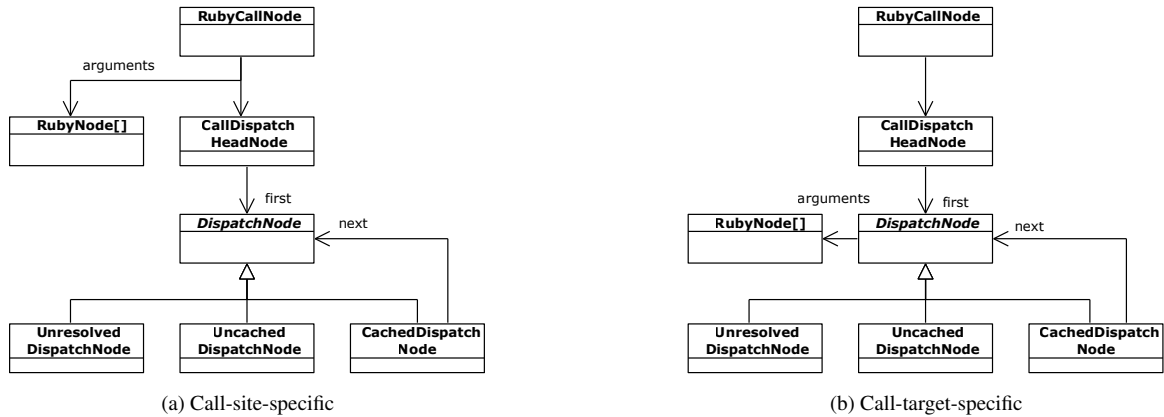 RubyCallNode
arguments
RubyNode[]
CallDispatch
HeadNode
first
DispatchNode
next
Unresolved
DispatchNode
Uncached
DispatchNode
CachedDispatch
Node
(a) Call-site-specific
RubyCallNode
CallDispatch
HeadNode
arguments
first
RubyNode[]
DispatchNode
next
Unresolved
DispatchNode
Uncached
DispatchNode
CachedDispatch
Node
(b) Call-target-specific